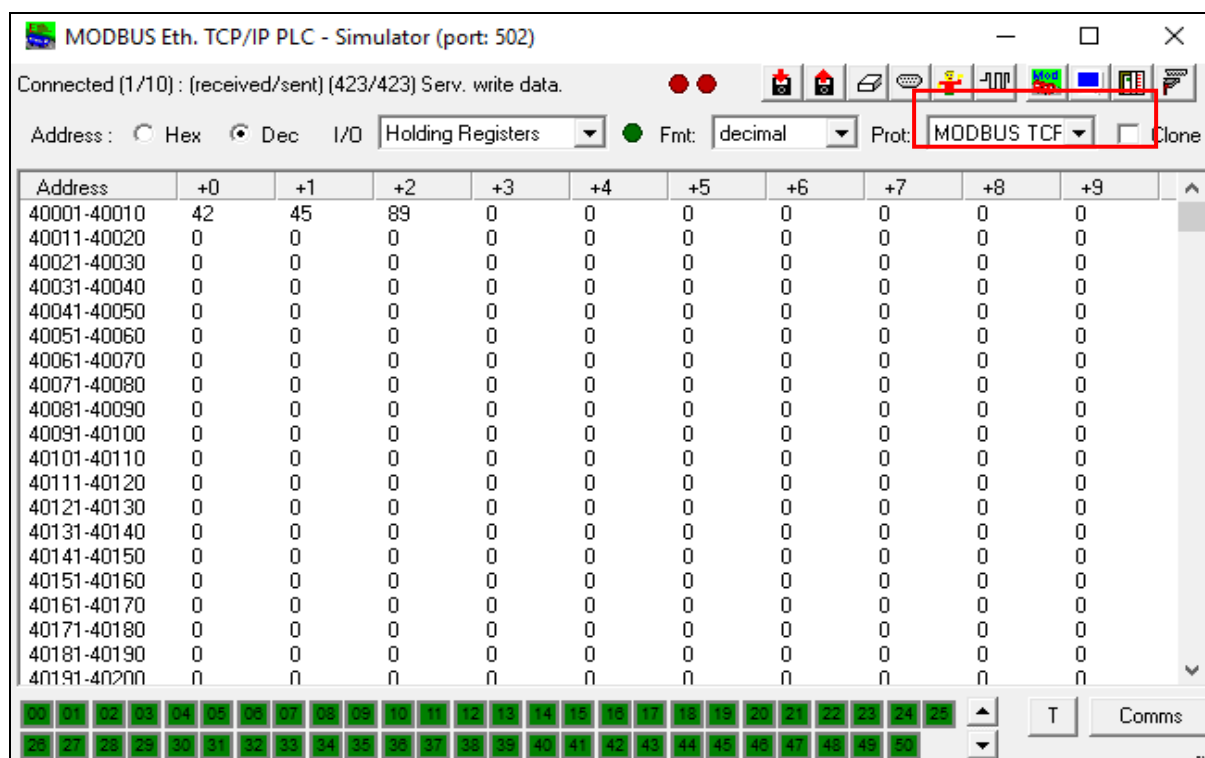 MODBUS Eth. TCP/IP PLC - Simulator (port: 502)
Connected (1/10) : (received/sent) (423/423) Serv. write data.
Address : Hex Dec I/O Holding Registers Fmt: decimal Prot: MODBUS TCP Clone
Address +0 +1 +2 +3 +4 +5 +6 +7 +8 +9
40001-40010 42 45 89 0 0 0 0 0 0 0
40011-40020 0 0 0 0 0 0 0 0 0 0
40021-40030 0 0 0 0 0 0 0 0 0 0
40031-40040 0 0 0 0 0 0 0 0 0 0
40041-40050 0 0 0 0 0 0 0 0 0 0
40051-40060 0 0 0 0 0 0 0 0 0 0
40061-40070 0 0 0 0 0 0 0 0 0 0
40071-40080 0 0 0 0 0 0 0 0 0 0
40081-40090 0 0 0 0 0 0 0 0 0 0
40091-40100 0 0 0 0 0 0 0 0 0 0
40101-40110 0 0 0 0 0 0 0 0 0 0
40111-40120 0 0 0 0 0 0 0 0 0 0
40121-40130 0 0 0 0 0 0 0 0 0 0
40131-40140 0 0 0 0 0 0 0 0 0 0
40141-40150 0 0 0 0 0 0 0 0 0 0
40151-40160 0 0 0 0 0 0 0 0 0 0
40161-40170 0 0 0 0 0 0 0 0 0 0
40171-40180 0 0 0 0 0 0 0 0 0 0
40181-40190 0 0 0 0 0 0 0 0 0 0
40191-40200 0 0 0 0 0 0 0 0 0 0
00 01 02 03 04 05 06 07 08 09 10 11 12 13 14 15 16 17 18 19 20 21 22 23 24 25 T Comms
26 27 28 29 30 31 32 33 34 35 36 37 38 39 40 41 42 43 44 45 46 47 48 49 50